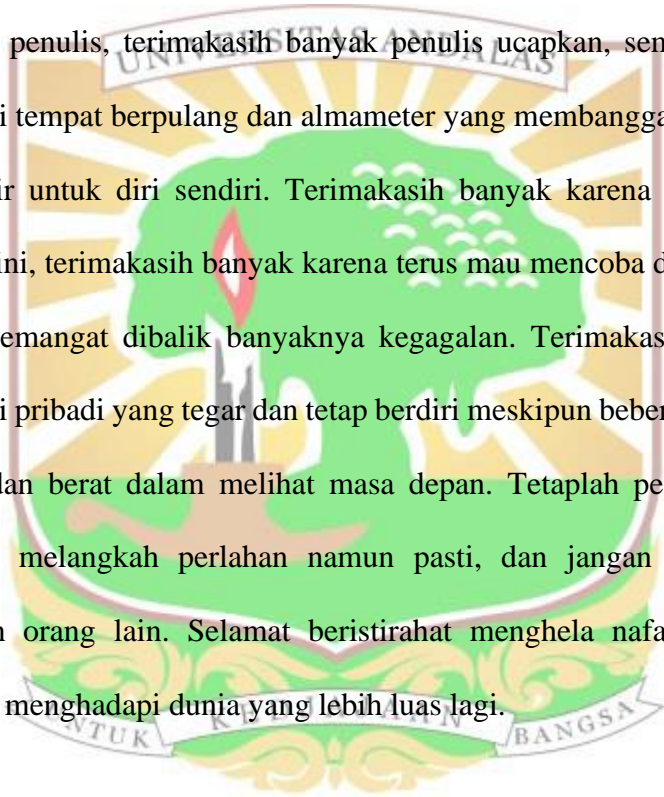 UNIVERSITAS ANDALAS
penulis, terimakasih banyak penulis ucapkan, sem
i tempat berpulang dan almameter yang membangga
ir untuk diri sendiri. Terimakasih banyak karena
ini, terimakasih banyak karena terus mau mencoba d
emangat dibalik banyaknya kegagalan. Terimakas
i pribadi yang tegar dan tetap berdiri meskipun beber
dan berat dalam melihat masa depan. Tetaplah pe
melangkah perlahan namun pasti, dan jangan
n orang lain. Selamat beristirahat menghela nafa
menghadapi dunia yang lebih luas lagi.
UNTUK KEDJAJAAN BANGSA